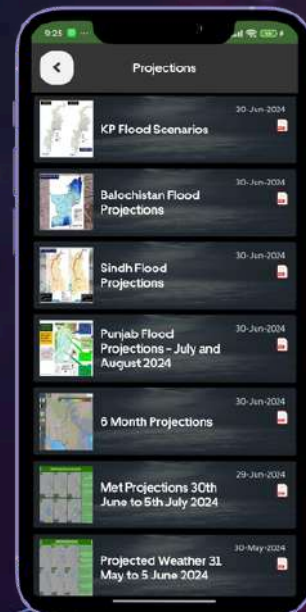 9:25
Projections
30-Jun-2024
KP Flood Scenarios
30-Jun-2024
Balochistan Flood
Projections
30-Jun-2024
Sindh Flood
Projections
30-Jun-2024
Punjab Flood
Projections - July and
August 2024
30-Jun-2024
6 Month Projections
29-Jun-2024
Met Projections 30th
June to 5th July 2024
30-May-2024
Projected Weather 31
May to 5 June 2024